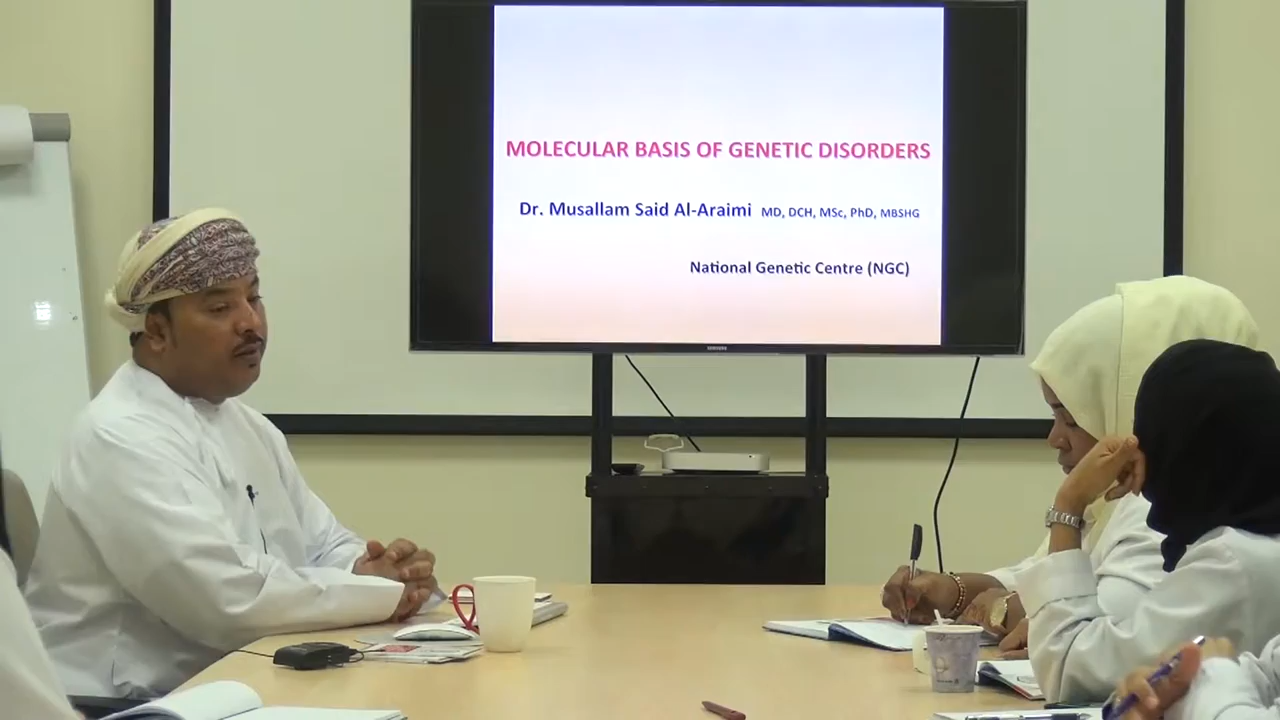 MOLECULAR BASIS OF GENETIC DISORDERS
Dr. Musallam Said Al-Araimi MD, DCH, MSc, PhD, MBSHG
National Genetic Centre (NGC)
SAMSUNG